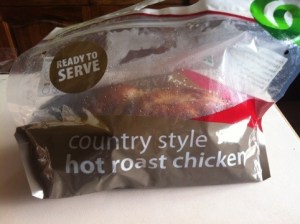 READY TO
SERVE
country style
hot roast chicken